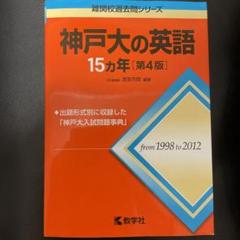 難関校過去問シリーズ
神戸大の英語
15カ年[第4版]
編著
出題形式別に収録した
「神戸大入試問題事典」
from 1998 to 2012
教学社